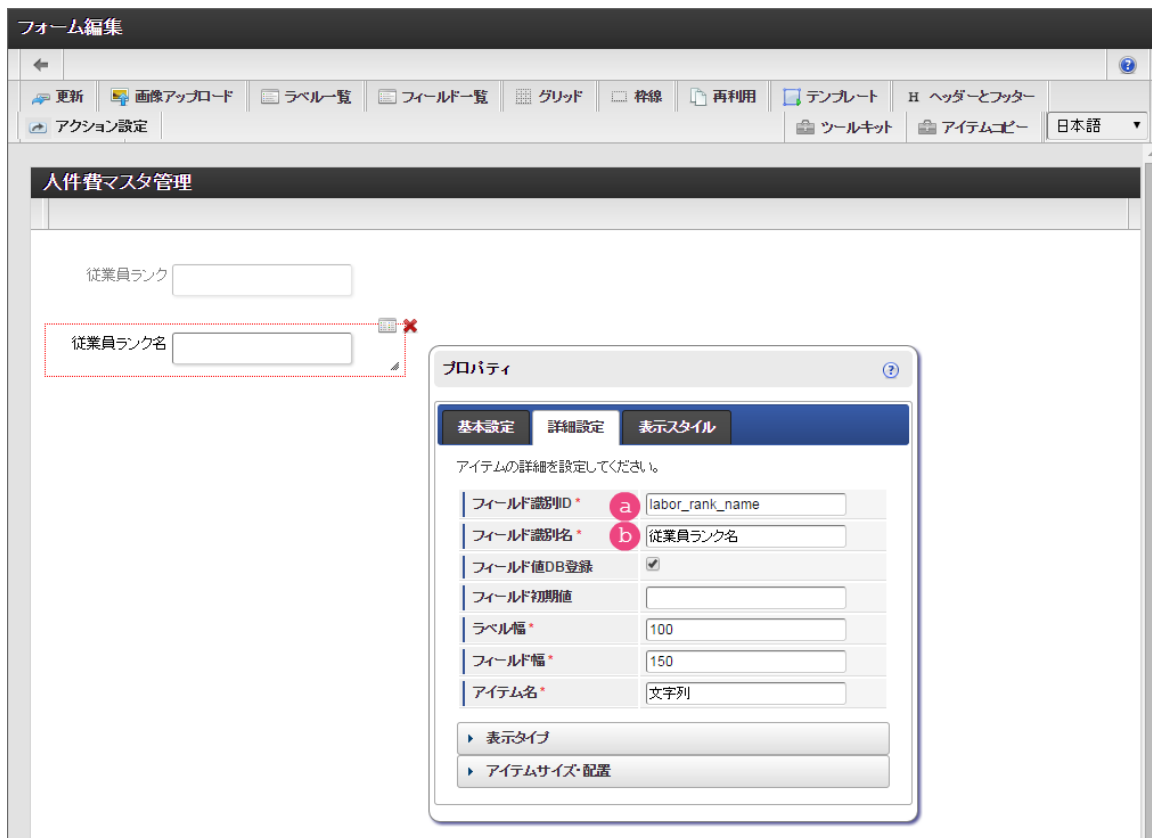 フォーム編集
更新 画像アップロード ラベル一覧 フィールド一覧 グリッド 枠線 再利用 テンプレート H ヘッダーとフッター
アクション設定 ツールキット アイテムコピー 日本語
人件費マスタ管理
従業員ランク
従業員ランク名
プロパティ
基本設定 詳細設定 表示スタイル
アイテムの詳細を設定してください。
フィールド識別ID * a labor_rank_name
フィールド識別名 * b 従業員ランク名
フィールド値DB登録
フィールド初期値
ラベル幅 * 100
フィールド幅 * 150
アイテム名 * 文字列
表示タイプ
アイテムサイズ・配置